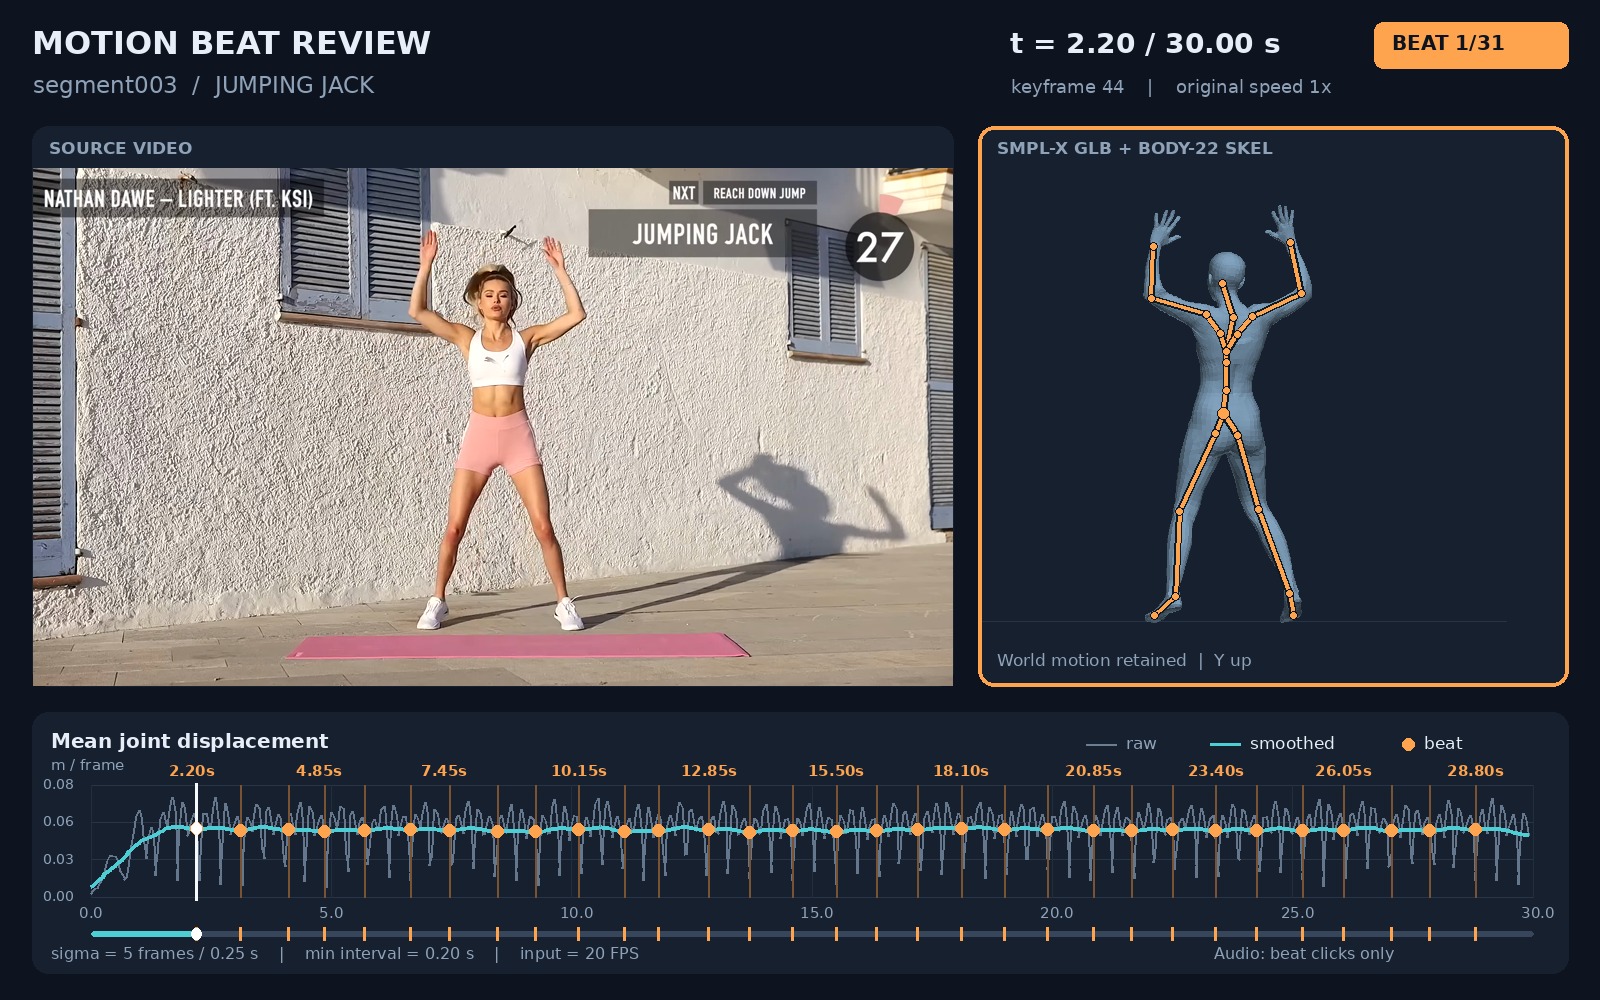 MOTION BEAT REVIEW
t = 2.20 / 30.00 s
BEAT 1/31
segment003 / JUMPING JACK
keyframe 44 | original speed 1x
SOURCE VIDEO
NATHAN DAWE – LIGHTER (FT. KSI)
NXT REACH DOWN JUMP
JUMPING JACK
27
SMPL-X GLB + BODY-22 SKEL
World motion retained | Y up
Mean joint displacement
raw smoothed beat
m / frame
2.20s 4.85s 7.45s 10.15s 12.85s 15.50s 18.10s 20.85s 23.40s 26.05s 28.80s
0.08
0.06
0.03
0.00
0.0 5.0 10.0 15.0 20.0 25.0 30.0
sigma = 5 frames / 0.25 s | min interval = 0.20 s | input = 20 FPS
Audio: beat clicks only